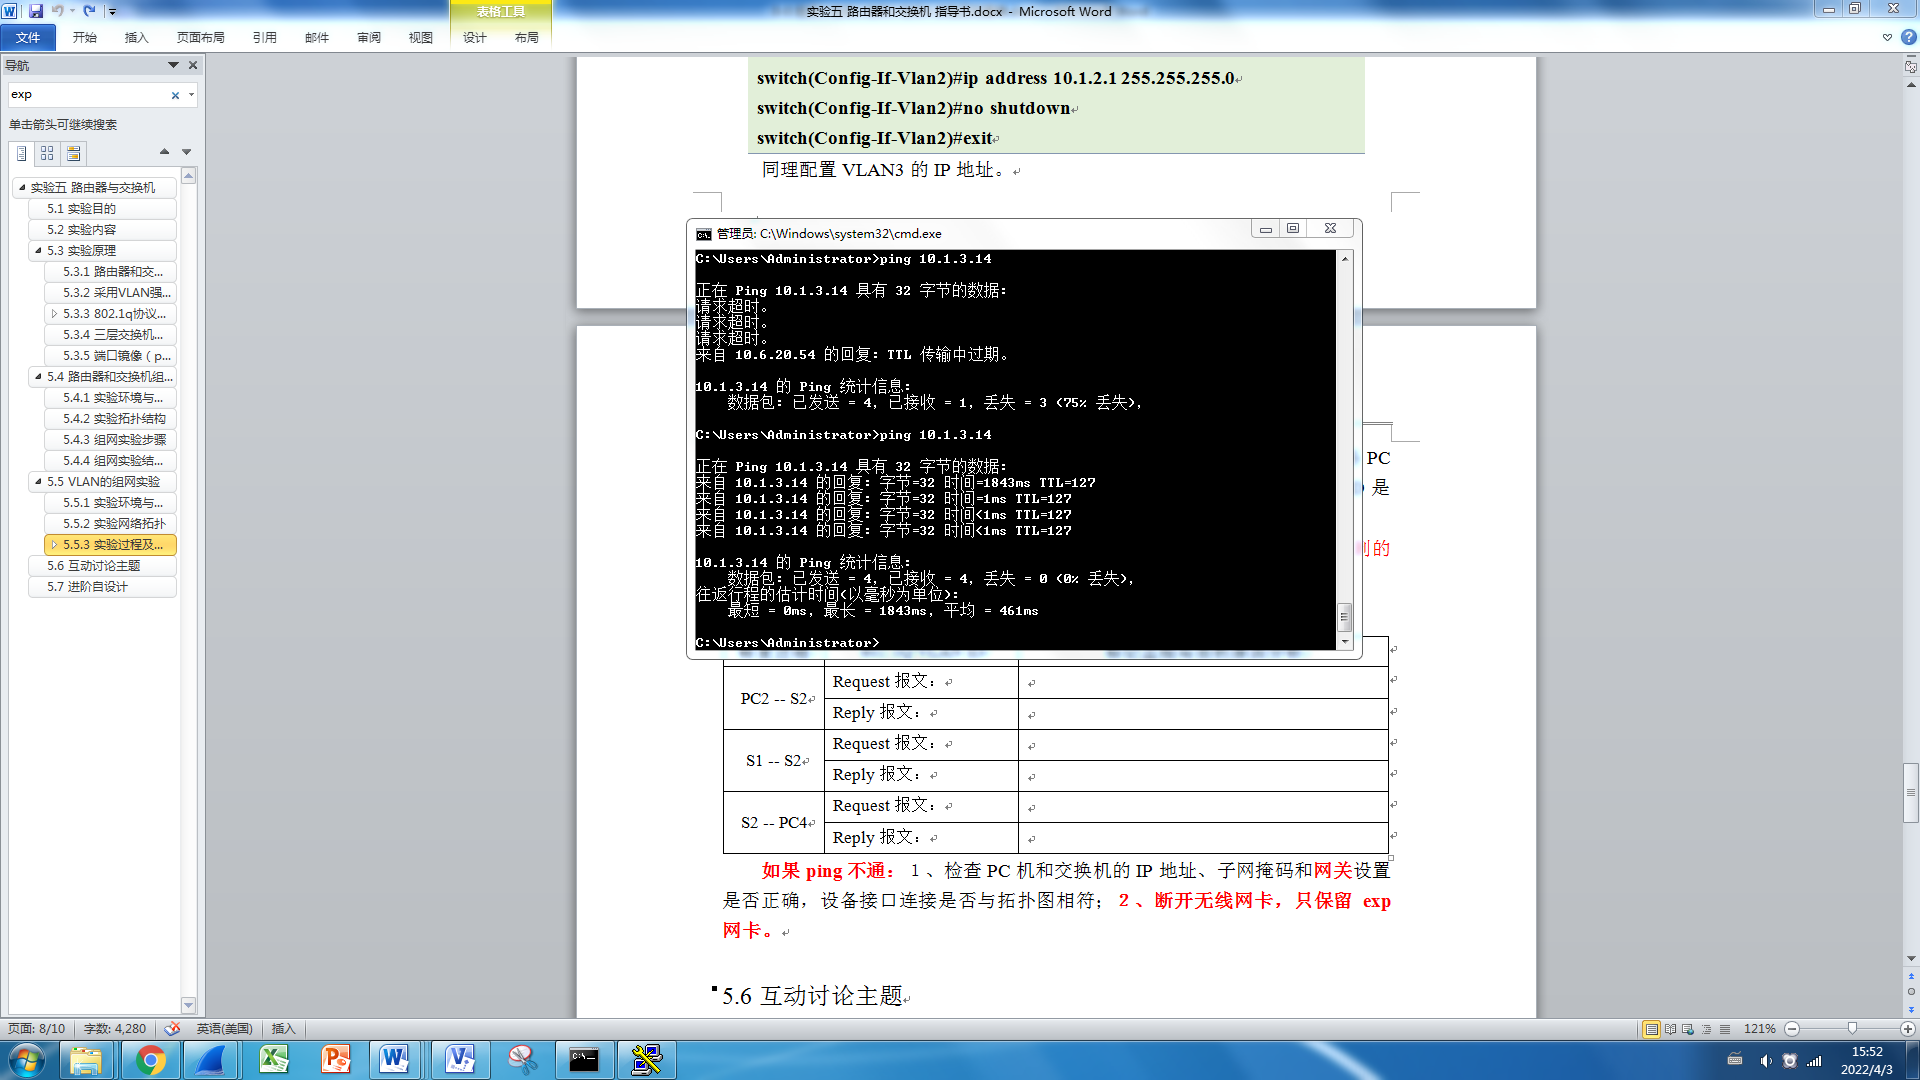 实验五 路由器和交换机 指导书.docx - Microsoft Word
表格工具
文件 开始 插入 页面布局 引用 邮件 审阅 视图 设计 布局
导航
exp
单击箭头可继续搜索
实验五 路由器与交换机
5.1 实验目的
5.2 实验内容
5.3 实验原理
5.3.1 路由器和交...
5.3.2 采用VLAN强...
5.3.3 802.1q协议...
5.3.4 三层交换机...
5.3.5 端口镜像（p...
5.4 路由器和交换机组...
5.4.1 实验环境与...
5.4.2 实验拓扑结构
5.4.3 组网实验步骤
5.4.4 组网实验结...
5.5 VLAN的组网实验
5.5.1 实验环境与...
5.5.2 实验网络拓扑
5.5.3 实验过程及...
5.6 互动讨论主题
5.7 进阶自设计
switch(Config-If-Vlan2)#ip address 10.1.2.1 255.255.255.0
switch(Config-If-Vlan2)#no shutdown
switch(Config-If-Vlan2)#exit
同理配置 VLAN3 的 IP 地址。
管理员: C:\Windows\system32\cmd.exe
C:\Users\Administrator>ping 10.1.3.14
正在 Ping 10.1.3.14 具有 32 字节的数据:
请求超时。
请求超时。
请求超时。
来自 10.6.20.54 的回复: TTL 传输中过期。
10.1.3.14 的 Ping 统计信息:
数据包: 已发送 = 4，已接收 = 1，丢失 = 3 (75% 丢失)，
C:\Users\Administrator>ping 10.1.3.14
正在 Ping 10.1.3.14 具有 32 字节的数据:
来自 10.1.3.14 的回复: 字节=32 时间=1843ms TTL=127
来自 10.1.3.14 的回复: 字节=32 时间=1ms TTL=127
来自 10.1.3.14 的回复: 字节=32 时间<1ms TTL=127
来自 10.1.3.14 的回复: 字节=32 时间<1ms TTL=127
10.1.3.14 的 Ping 统计信息:
数据包: 已发送 = 4，已接收 = 4，丢失 = 0 (0% 丢失)，
往返行程的估计时间(以毫秒为单位):
最短 = 0ms，最长 = 1843ms，平均 = 461ms
C:\Users\Administrator>
PC
是
的
PC2 -- S2
Request 报文：
Reply 报文：
S1 -- S2
Request 报文：
Reply 报文：
S2 -- PC4
Request 报文：
Reply 报文：
如果 ping 不通：1、检查 PC 机和交换机的 IP 地址、子网掩码和网关设置
是否正确，设备接口连接是否与拓扑图相符；2、断开无线网卡，只保留 exp
网卡。
5.6 互动讨论主题
页面: 8/10 字数: 4,280 英语(美国) 插入 121%
15:52
2022/4/3